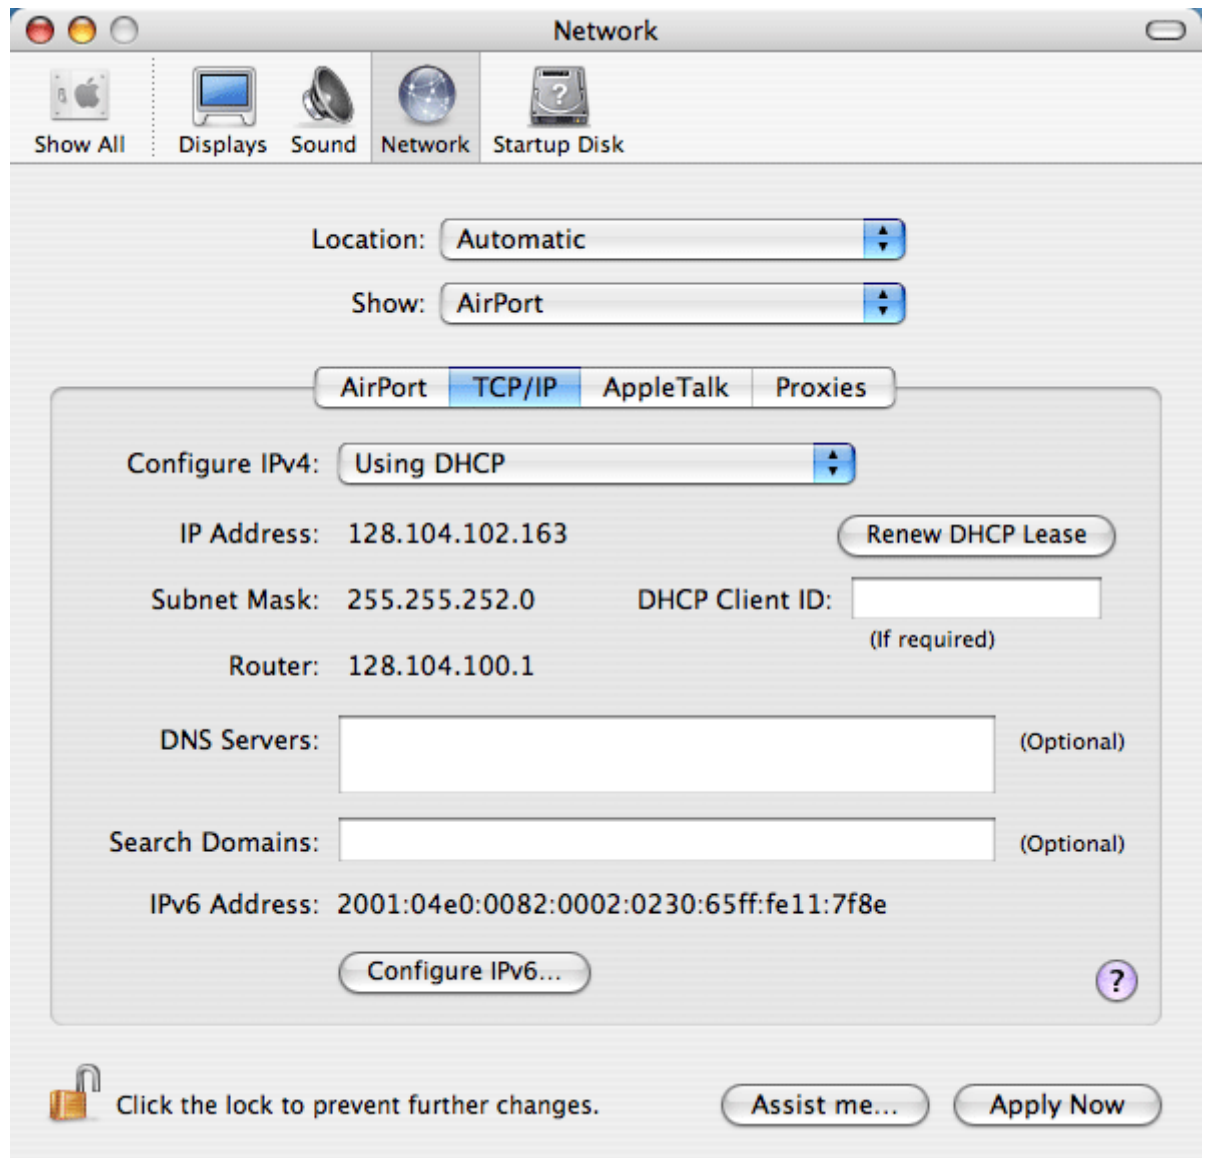 Network
Show All Displays Sound Network Startup Disk
Location: Automatic
Show: AirPort
AirPort TCP/IP AppleTalk Proxies
Configure IPv4: Using DHCP
IP Address: 128.104.102.163 Renew DHCP Lease
Subnet Mask: 255.255.252.0 DHCP Client ID:
(If required)
Router: 128.104.100.1
DNS Servers: (Optional)
Search Domains: (Optional)
IPv6 Address: 2001:04e0:0082:0002:0230:65ff:fe11:7f8e
Configure IPv6...
?
Click the lock to prevent further changes. Assist me... Apply Now